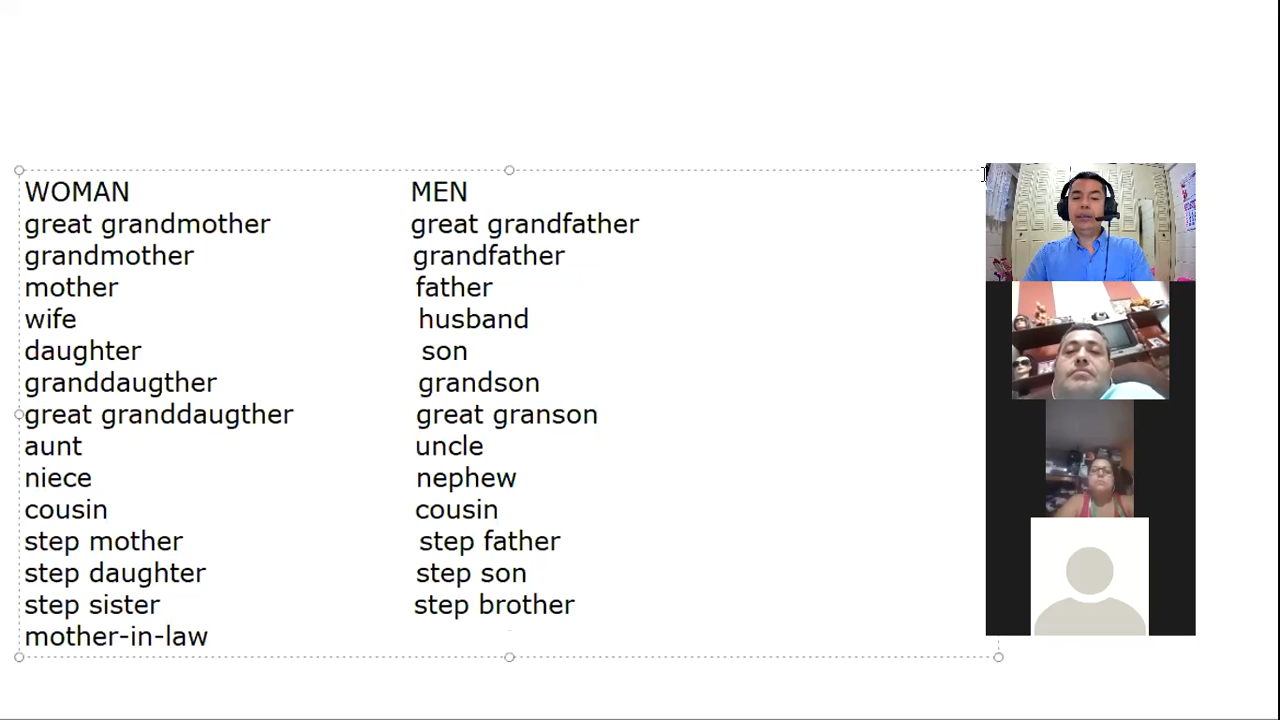 WOMAN MEN
great grandmother great grandfather
grandmother grandfather
mother father
wife husband
daughter son
granddaugther grandson
great granddaugther great granson
aunt uncle
niece nephew
cousin cousin
step mother step father
step daughter step son
step sister step brother
mother-in-law